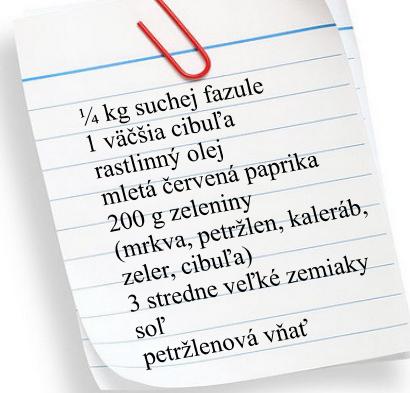 ¼ kg suchej fazule
1 väčšia cibuľa
rastlinný olej
mletá červená paprika
200 g zeleniny
(mrkva, petržlen, kaleráb,
zeler, cibuľa)
3 stredne veľké zemiaky
soľ
petržlenová vňať